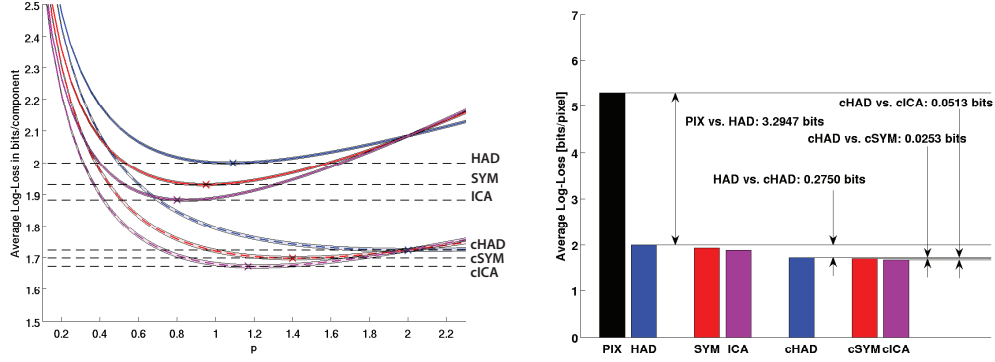 2.5
2.4
2.3
2.2
2.1
2
1.9
1.8
1.7
1.6
1.5
Average Log-Loss in bits/component
0.2 0.4 0.6 0.8 1 1.2 1.4 1.6 1.8 2 2.2
p
HAD
SYM
ICA
cHAD
cSYM
cICA
7
6
5
4
3
2
1
0
Average Log-Loss [bits/pixel]
cHAD vs. cICA: 0.0513 bits
PIX vs. HAD: 3.2947 bits
cHAD vs. cSYM: 0.0253 bits
HAD vs. cHAD: 0.2750 bits
PIX HAD SYM ICA cHAD cSYM cICA